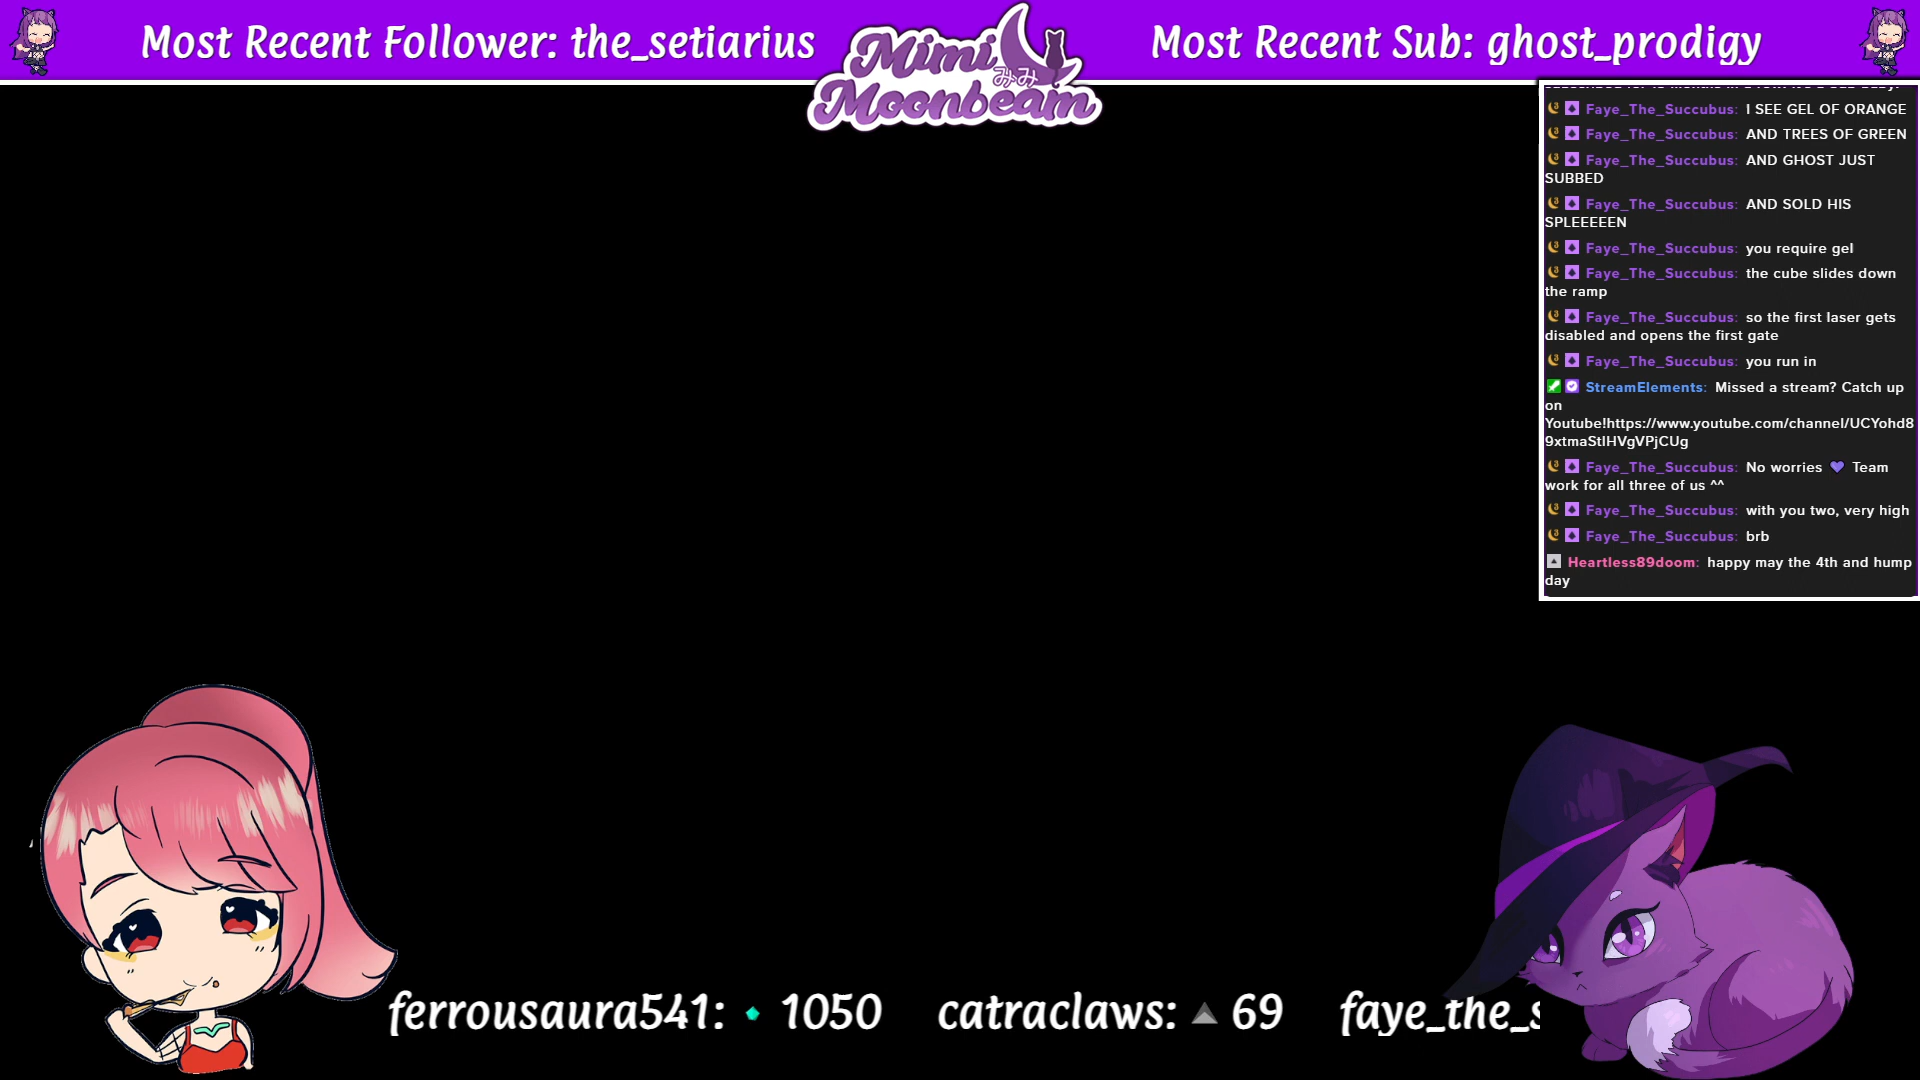 Most Recent Follower: the_setiarius
Mimi
みみ
Moonbeam
Most Recent Sub: ghost_prodigy
Faye_The_Succubus: I SEE GEL OF ORANGE
Faye_The_Succubus: AND TREES OF GREEN
Faye_The_Succubus: AND GHOST JUST
SUBBED
Faye_The_Succubus: AND SOLD HIS
SPLEEEEEN
Faye_The_Succubus: you require gel
Faye_The_Succubus: the cube slides down
the ramp
Faye_The_Succubus: so the first laser gets
disabled and opens the first gate
Faye_The_Succubus: you run in
StreamElements: Missed a stream? Catch up
on
Youtube!https://www.youtube.com/channel/UCYohd8
9xtmaStlHVgVPjCUg
Faye_The_Succubus: No worries 💜 Team
work for all three of us ^^
Faye_The_Succubus: with you two, very high
Faye_The_Succubus: brb
Heartless89doom: happy may the 4th and hump
day
ferrousaura541: 1050 catraclaws: 69 faye_the_s